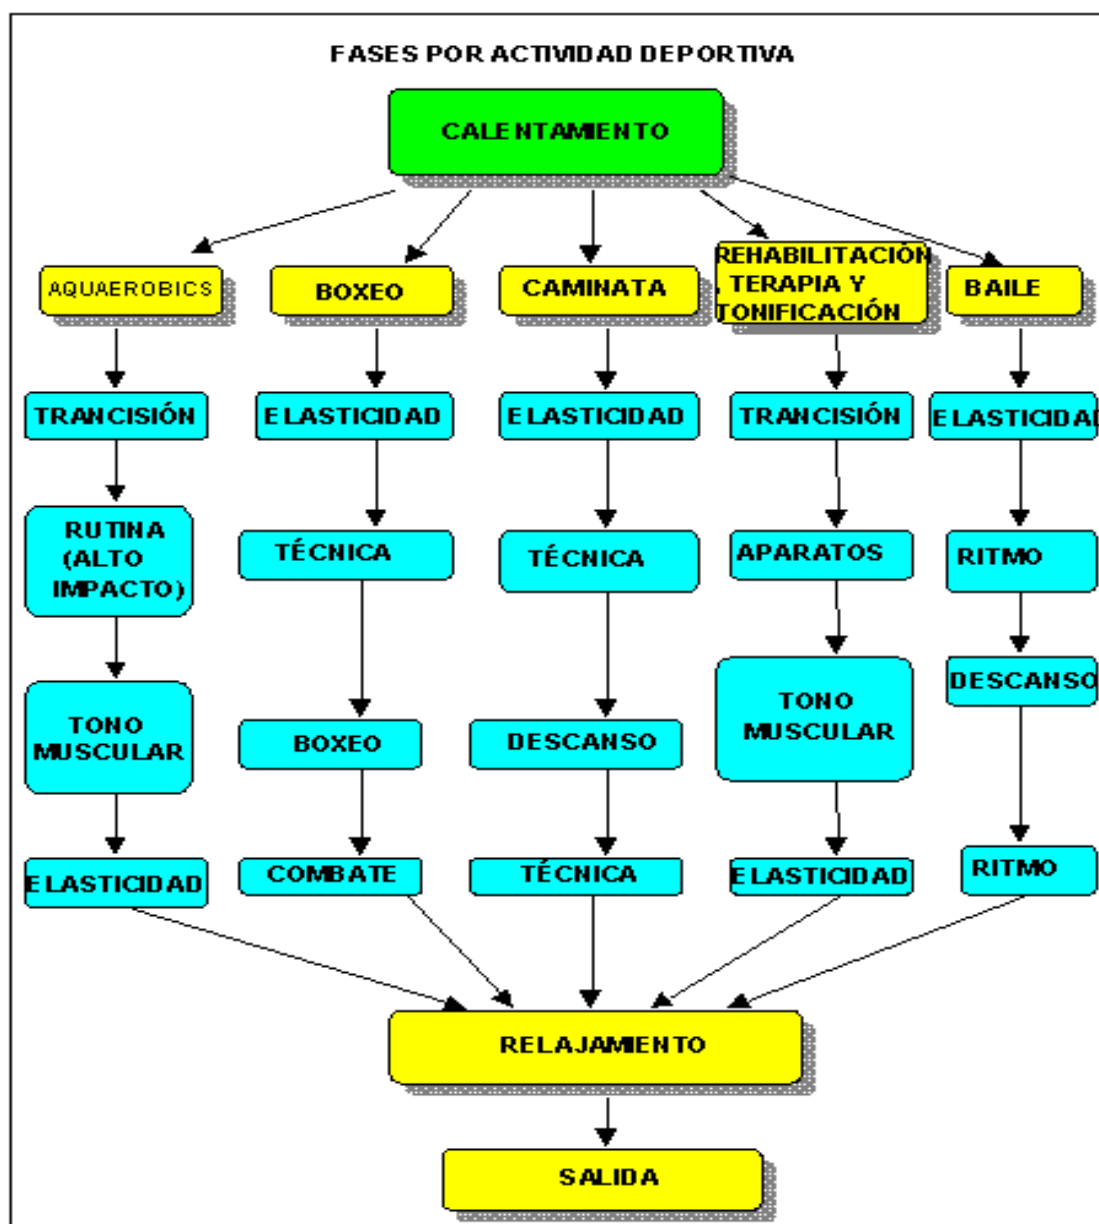 FASES POR ACTIVIDAD DEPORTIVA
CALENTAMIENTO
AQUAEROBICS
BOXEO
CAMINATA
REHABILITACIÓN
, TERAPIA Y
TONIFICACIÓN
BAILE
TRANCISIÓN
ELASTICIDAD
ELASTICIDAD
TRANCISIÓN
ELASTICIDAD
RUTINA
(ALTO
IMPACTO)
TÉCNICA
TÉCNICA
APARATOS
RITMO
TONO
MUSCULAR
BOXEO
DESCANSO
TONO
MUSCULAR
DESCANSO
ELASTICIDAD
COMBATE
TÉCNICA
ELASTICIDAD
RITMO
RELAJAMIENTO
SALIDA